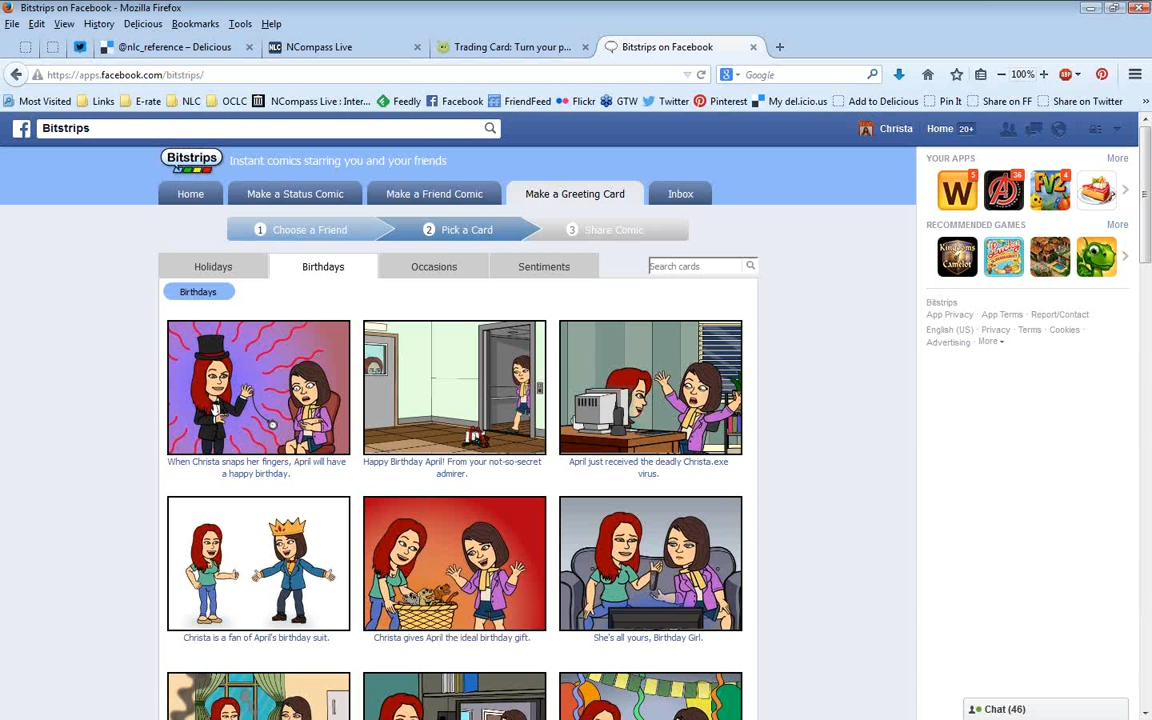 Bitstrips on Facebook - Mozilla Firefox
File Edit View History Delicious Bookmarks Tools Help
@nlc_reference – Delicious
NLC NCompass Live
Trading Card: Turn your p...
Bitstrips on Facebook
https://apps.facebook.com/bitstrips/
Google
100%
Most Visited Links E-rate NLC OCLC NCompass Live : Inter... Feedly Facebook FriendFeed Flickr GTW Twitter Pinterest My del.icio.us Add to Delicious Pin It Share on FF Share on Twitter »
Bitstrips
Christa Home 20+
Bitstrips Instant comics starring you and your friends
Home Make a Status Comic Make a Friend Comic Make a Greeting Card Inbox
1 Choose a Friend 2 Pick a Card 3 Share Comic
Holidays Birthdays Occasions Sentiments Search cards
Birthdays
When Christa snaps her fingers, April will have
a happy birthday.
Happy Birthday April! From your not-so-secret
admirer.
April just received the deadly Christa.exe
virus.
Christa is a fan of April's birthday suit.
Christa gives April the ideal birthday gift.
She's all yours, Birthday Girl.
YOUR APPS More
W 5 36 FV2 4
RECOMMENDED GAMES More
Bitstrips
App Privacy · App Terms · Report/Contact
English (US) · Privacy · Terms · Cookies ·
Advertising · More
Chat (46)